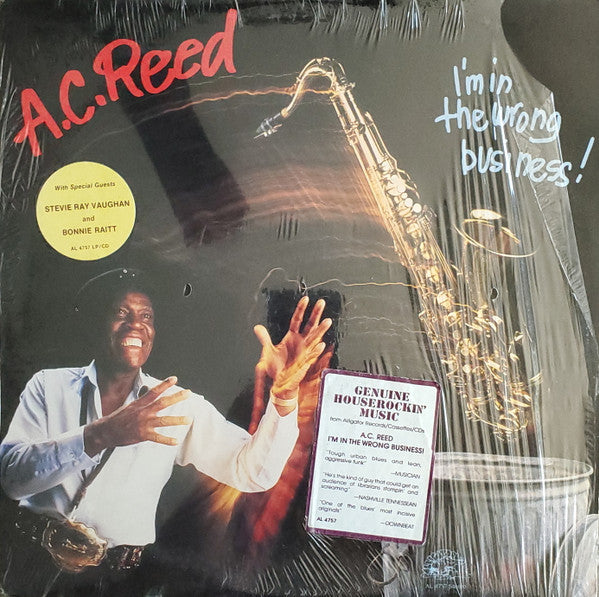 A.C. Reed
I'm in
the wrong
business!
With Special Guests
STEVIE RAY VAUGHAN
and
BONNIE RAITT
AL 4757 LP/CD
GENUINE
HOUSEROCKIN'
MUSIC
from Alligator Records/Cassettes/CDs
A.C. REED
I'M IN THE WRONG BUSINESS!
"Tough, urban blues and lean,
aggressive funk"
—MUSICIAN
"He's the kind of guy that could get an
audience of librarians stompin' and
screaming"
—NASHVILLE TENNESSEAN
"One of the blues' most incisive
originals"
—DOWNBEAT
AL 4757
AL 4757 Stereo